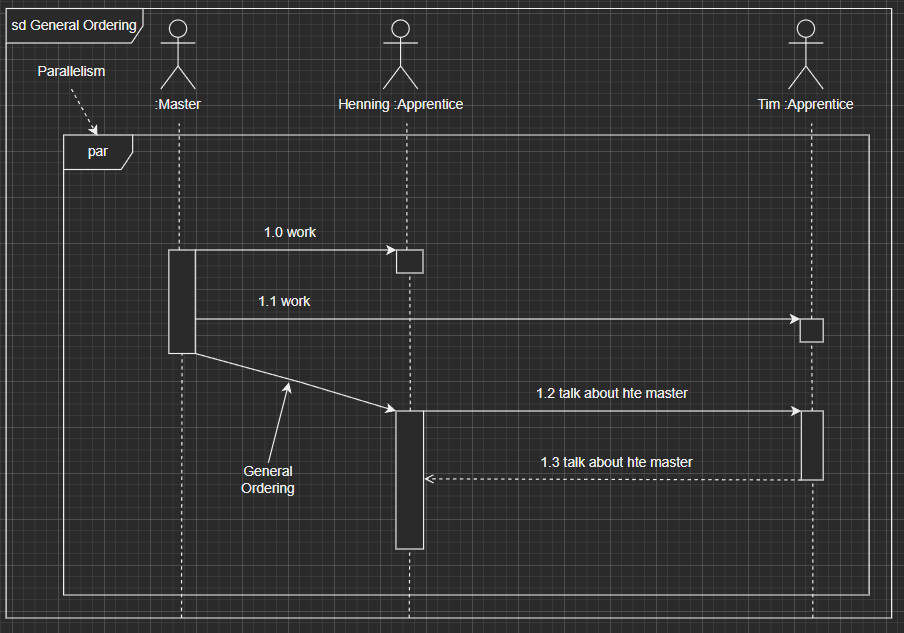 sd General Ordering
Parallelism
:Master
Henning :Apprentice
Tim :Apprentice
par
1.0 work
1.1 work
1.2 talk about hte master
1.3 talk about hte master
General
Ordering